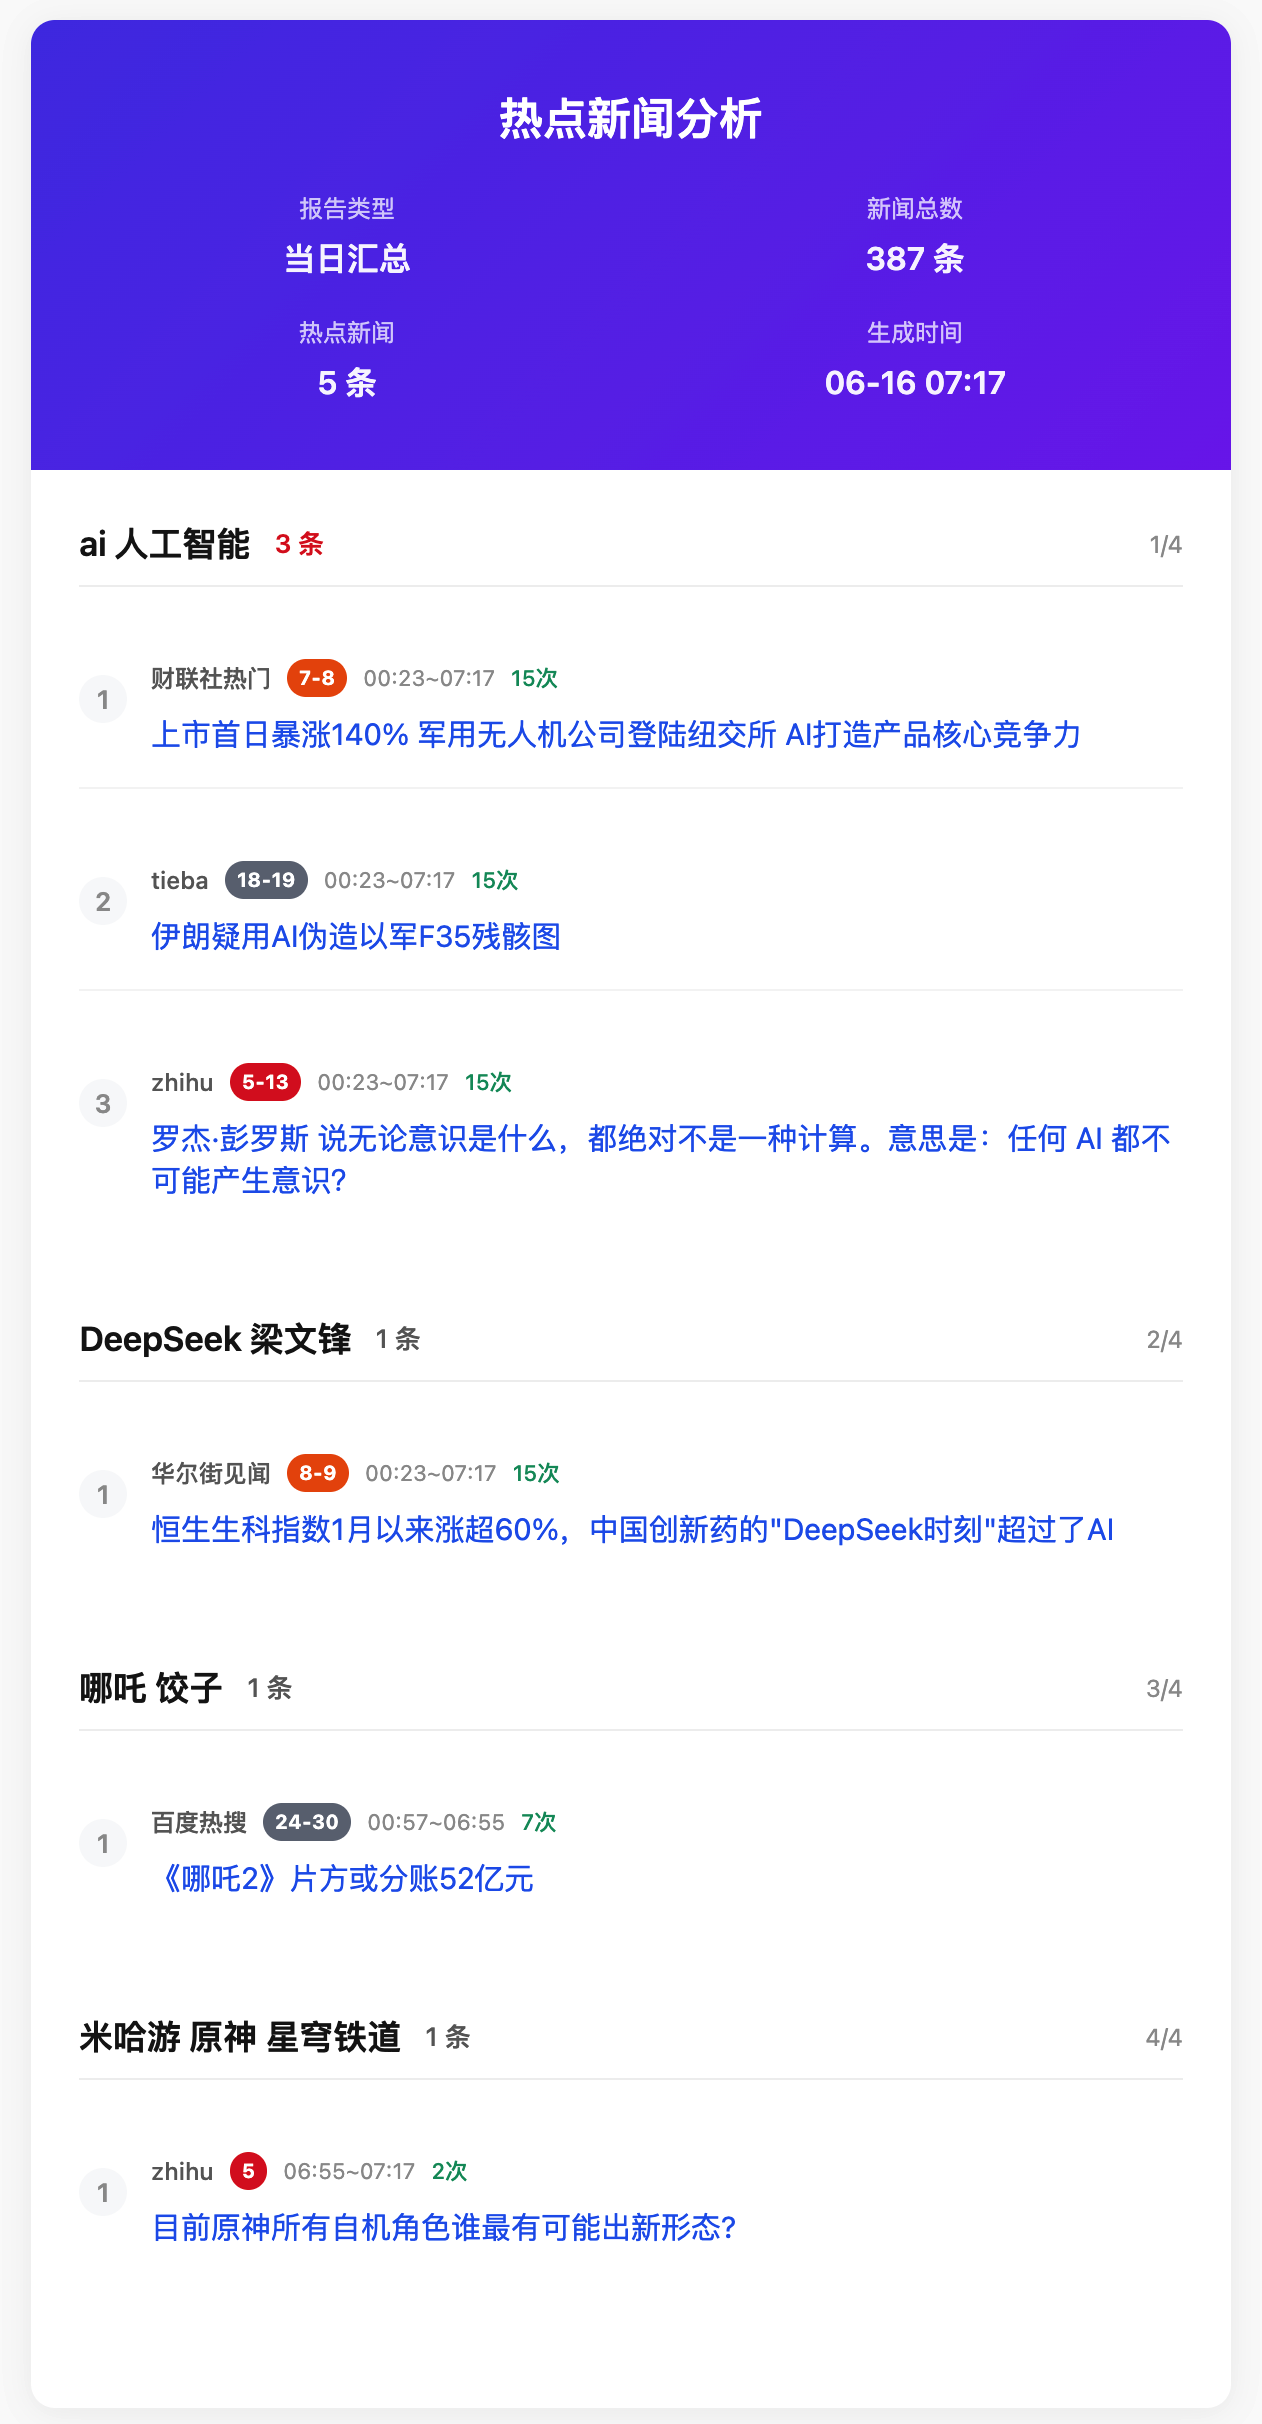 热点新闻分析
报告类型
新闻总数
当日汇总
387 条
热点新闻
生成时间
5 条
06-16 07:17
ai 人工智能 3 条 1/4
1 财联社热门 7-8 00:23~07:17 15次
上市首日暴涨140% 军用无人机公司登陆纽交所 AI打造产品核心竞争力
2 tieba 18-19 00:23~07:17 15次
伊朗疑用AI伪造以军F35残骸图
3 zhihu 5-13 00:23~07:17 15次
罗杰·彭罗斯 说无论意识是什么，都绝对不是一种计算。意思是：任何 AI 都不
可能产生意识?
DeepSeek 梁文锋 1 条 2/4
1 华尔街见闻 8-9 00:23~07:17 15次
恒生生科指数1月以来涨超60%，中国创新药的"DeepSeek时刻"超过了AI
哪吒 饺子 1 条 3/4
1 百度热搜 24-30 00:57~06:55 7次
《哪吒2》片方或分账52亿元
米哈游 原神 星穹铁道 1 条 4/4
1 zhihu 5 06:55~07:17 2次
目前原神所有自机角色谁最有可能出新形态?